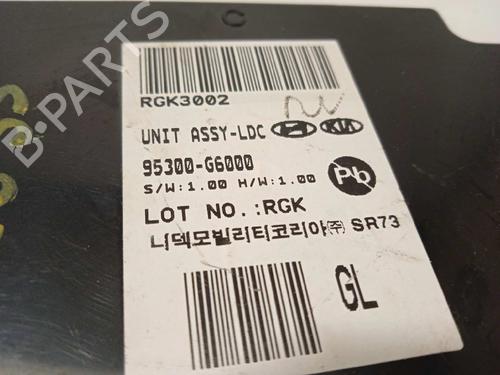 RGK3002
UNIT ASSY-LDC KIA
95300-G6000
S/W:1.00 H/W:1.00
Pb
LOT NO.:RGK
니덱모빌리티코리아㈜ SR73
GL
B-PARTS